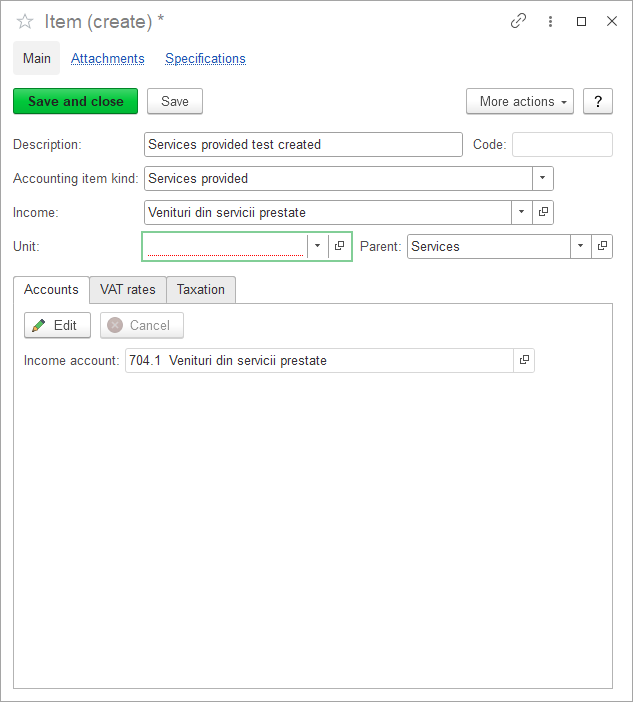 Item (create) *
Main Attachments Specifications
Save and close Save More actions ?
Description: Services provided test created Code:
Accounting item kind: Services provided
Income: Venituri din servicii prestate
Unit: Parent: Services
Accounts VAT rates Taxation
Edit Cancel
Income account: 704.1 Venituri din servicii prestate